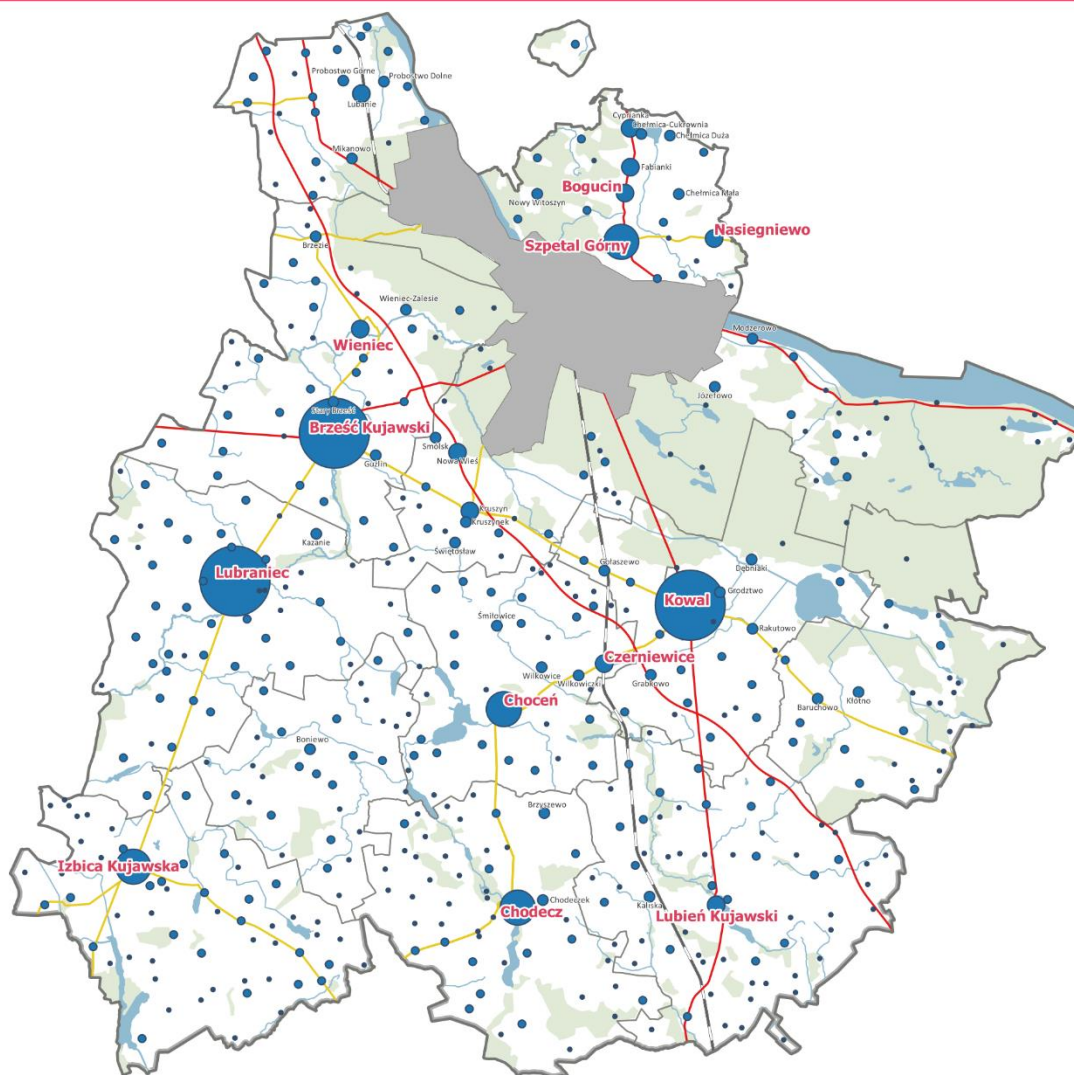 Probostwo Górne
Probostwo Dolne
Lubanie
Cyprianka
Chełmica-Cukrownia
Chełmica Duża
Mikanowo
Fabianki
Bogucin
Chełmica Mała
Nowy Witoszyn
Nasiegniewo
Szpetal Górny
Brzezie
Wieniec-Zalesie
Modzerowo
Wieniec
Józefowo
Stary Brześć
Brześć Kujawski
Smólsk
Nowa Wieś
Guźlin
Kruszyn
Kruszynek
Kazanie
Świętosław
Gołaszewo
Dębniaki
Lubraniec
Grodztwo
Kowal
Śmiłowice
Rakutowo
Czerniewice
Wilkowice
Wilkowiczki
Grabkowo
Kłótno
Choceń
Baruchowo
Boniewo
Brzyszewo
Izbica Kujawska
Chodeczek
Kaliska
Chodecz
Lubień Kujawski